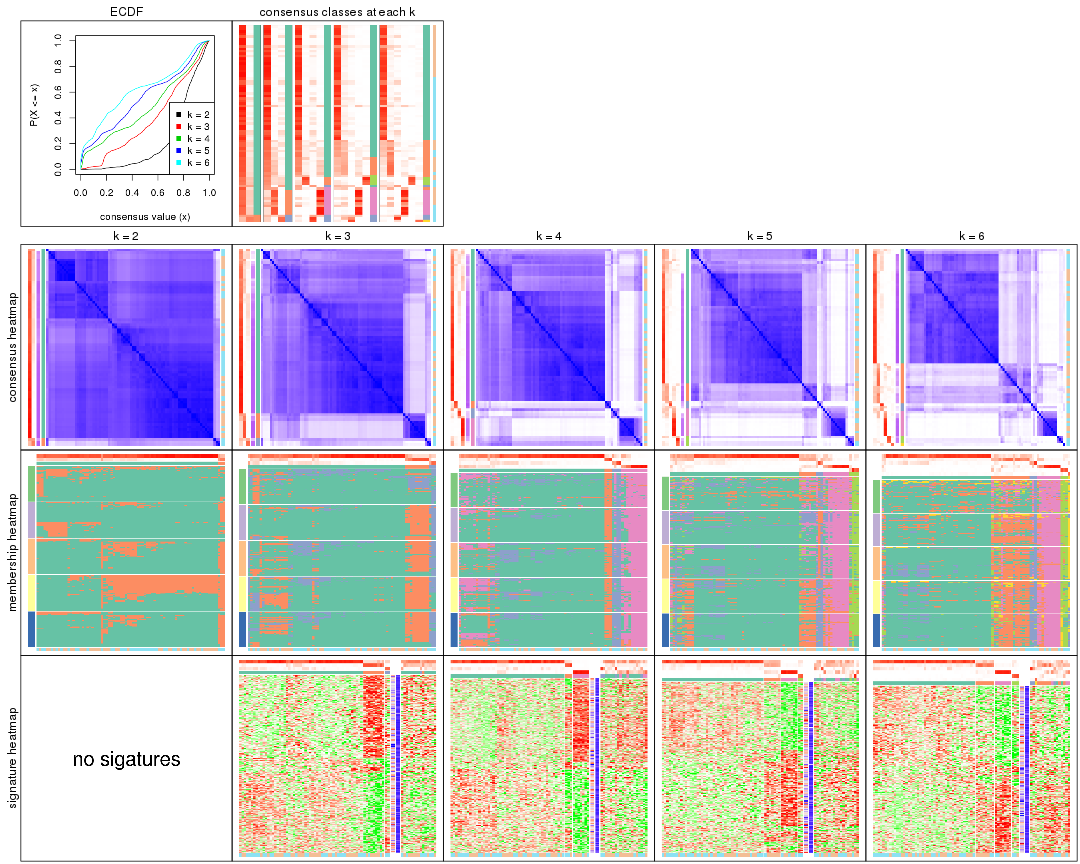 ECDF
consensus classes at each k
P(X <= x)
1.0
0.8
0.6
0.4
0.2
0.0
k = 2
k = 3
k = 4
k = 5
k = 6
0.0 0.2 0.4 0.6 0.8 1.0
consensus value (x)
k = 2
k = 3
k = 4
k = 5
k = 6
consensus heatmap
membership heatmap
signature heatmap
no sigatures